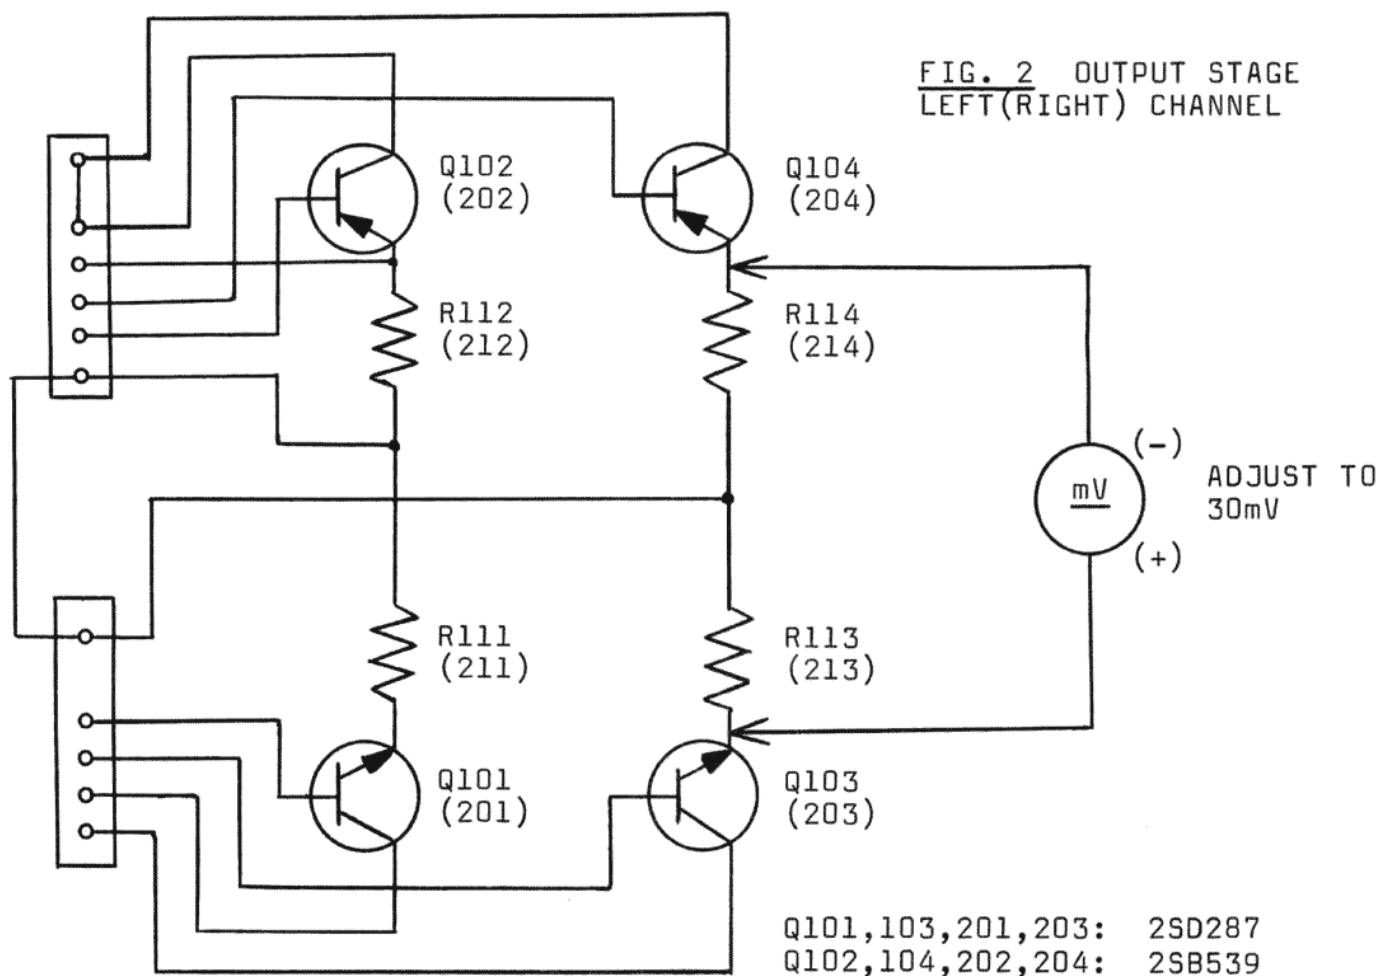 FIG. 2 OUTPUT STAGE
LEFT(RIGHT) CHANNEL
Q102
(202)
Q104
(204)
R112
(212)
R114
(214)
(-)
mV
(+)
ADJUST TO
30mV
R111
(211)
R113
(213)
Q101
(201)
Q103
(203)
Q101,103,201,203: 2SD287
Q102,104,202,204: 2SB539